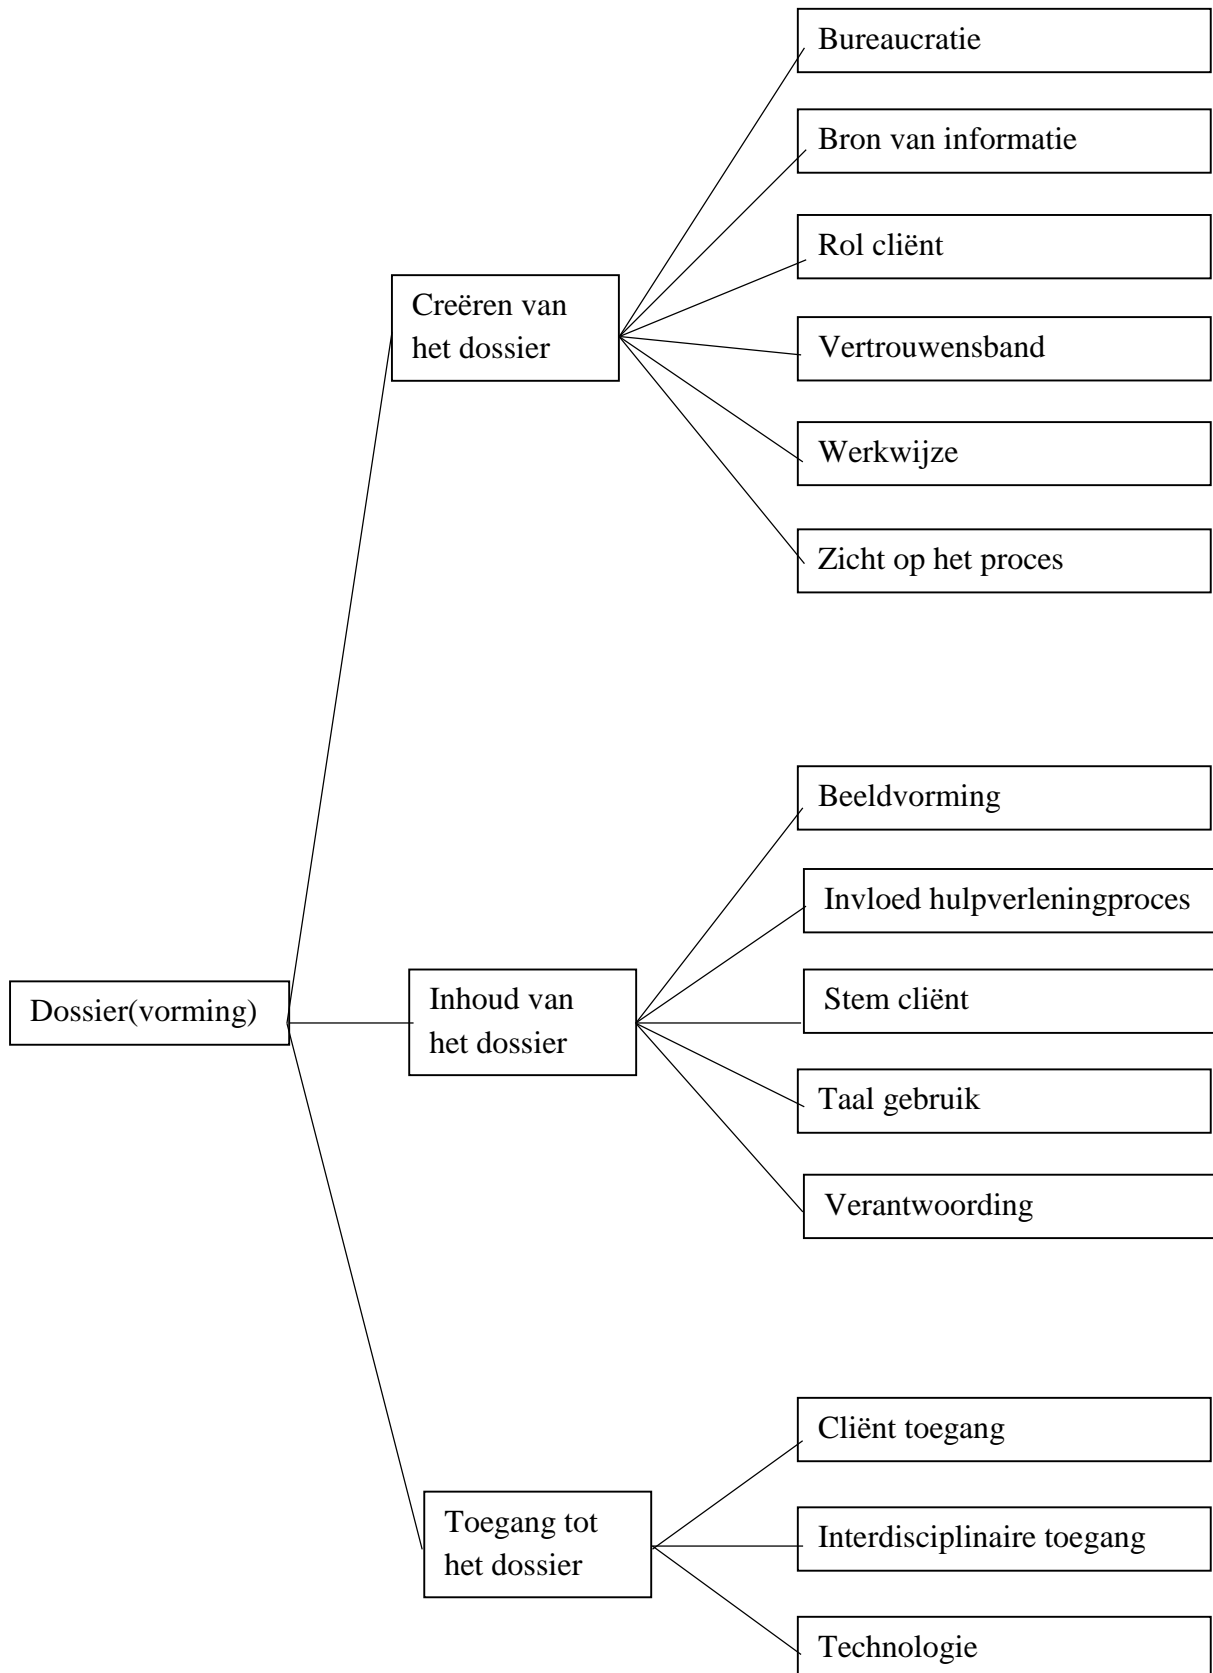 Bureaucratie
Bron van informatie
Rol cliënt
Creëren van
het dossier
Vertrouwensband
Werkwijze
Zicht op het proces
Beeldvorming
Invloed hulpverleningproces
Dossier(vorming)
Inhoud van
het dossier
Stem cliënt
Taal gebruik
Verantwoording
Cliënt toegang
Toegang tot
het dossier
Interdisciplinaire toegang
Technologie